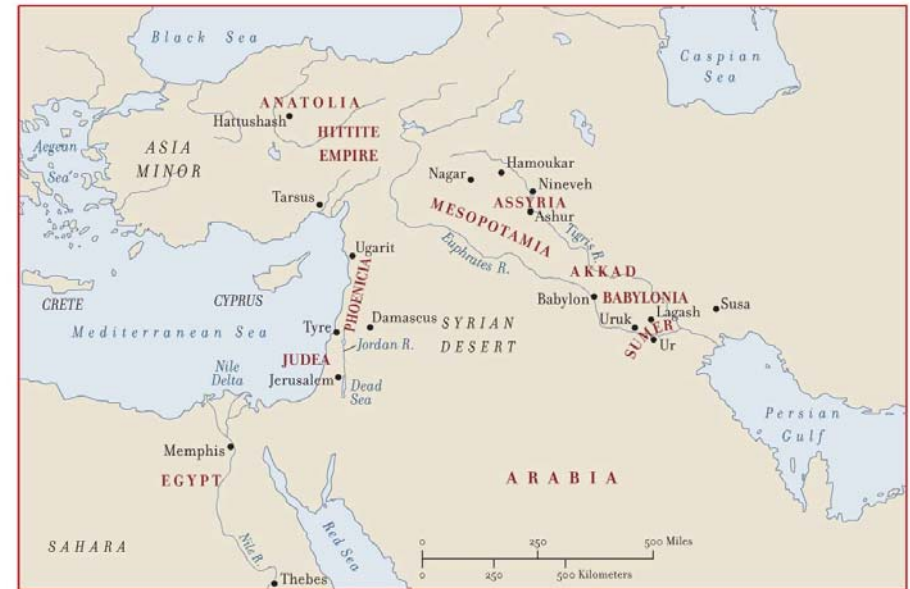 Black Sea
Caspian
Sea
ANATOLIA
Hattushash
HITTITE
EMPIRE
Aegean
Sea
ASIA
MINOR
Nagar
Hamoukar
Nineveh
Tarsus
ASSYRIA
Ashur
MESOPOTAMIA
Tigris R.
Ugarit
Euphrates R.
AKKAD
PHOENICIA
CRETE
CYPRUS
Babylon
BABYLONIA
Susa
Lagash
Mediterranean Sea
Tyre
Damascus
SYRIAN
DESERT
Uruk
SUMER
Ur
Jordan R.
JUDEA
Nile
Delta
Jerusalem
Dead
Sea
Persian
Gulf
Memphis
EGYPT
ARABIA
Red Sea
SAHARA
Nile R.
0 250 500 Miles
0 250 500 Kilometers
Thebes